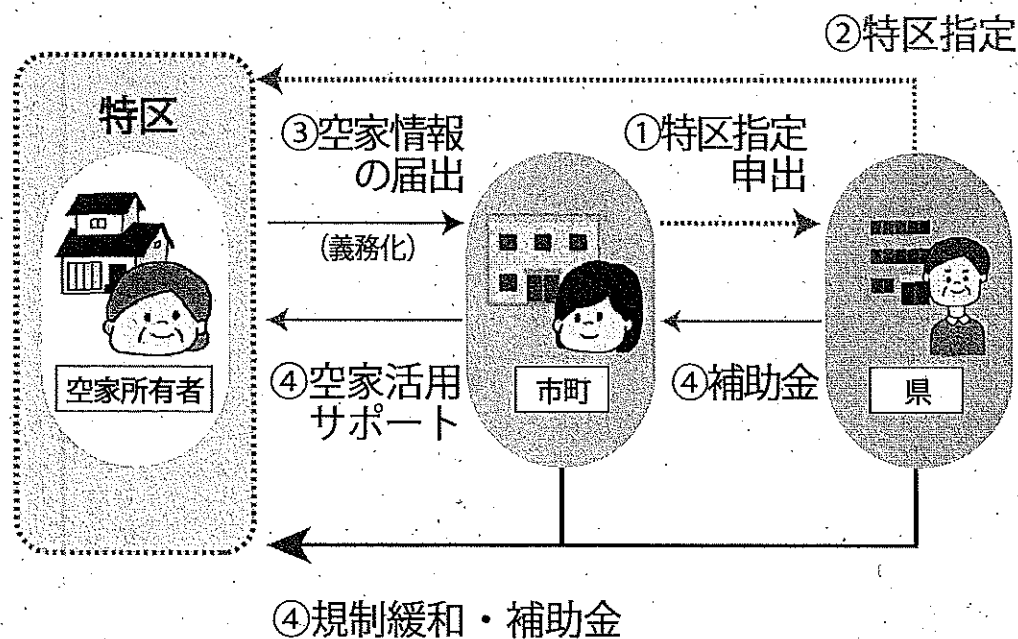 ②特区指定
特区
③空家情報
の届出
(義務化)
①特区指定
申出
空家所有者
④空家活用
サポート
市町
④補助金
県
④規制緩和・補助金